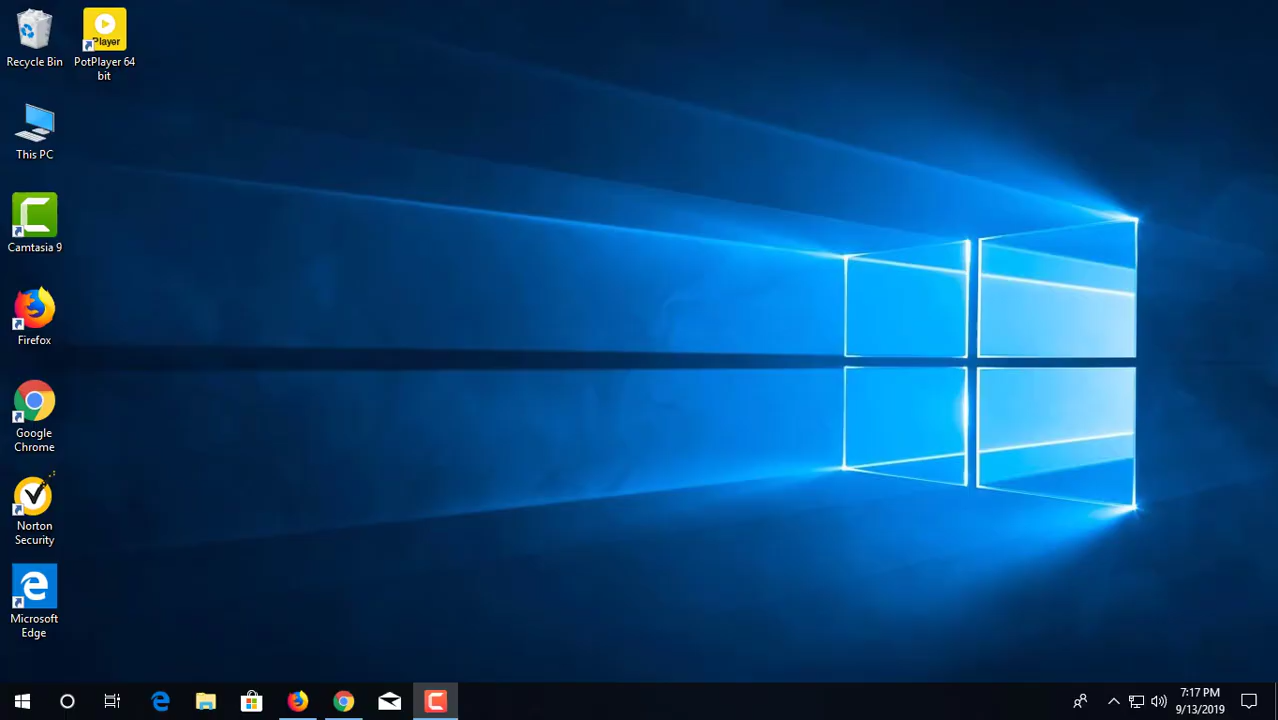 Recycle Bin
Player
PotPlayer 64
bit
This PC
Camtasia 9
Firefox
Google
Chrome
Norton
Security
Microsoft
Edge
7:17 PM
9/13/2019